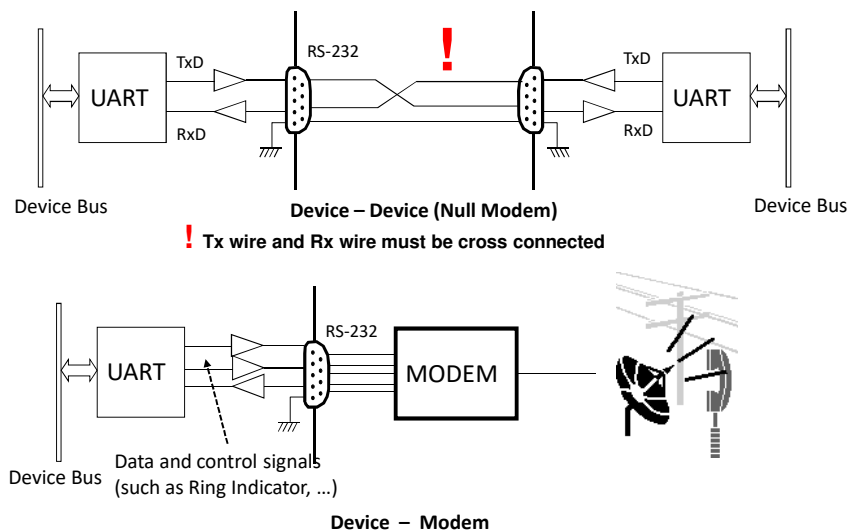 RS-232
!
TxD
TxD
UART
UART
RxD
RxD
Device Bus
Device Bus
Device – Device (Null Modem)
! Tx wire and Rx wire must be cross connected
RS-232
UART
MODEM
Data and control signals
(such as Ring Indicator, ...)
Device Bus
Device – Modem